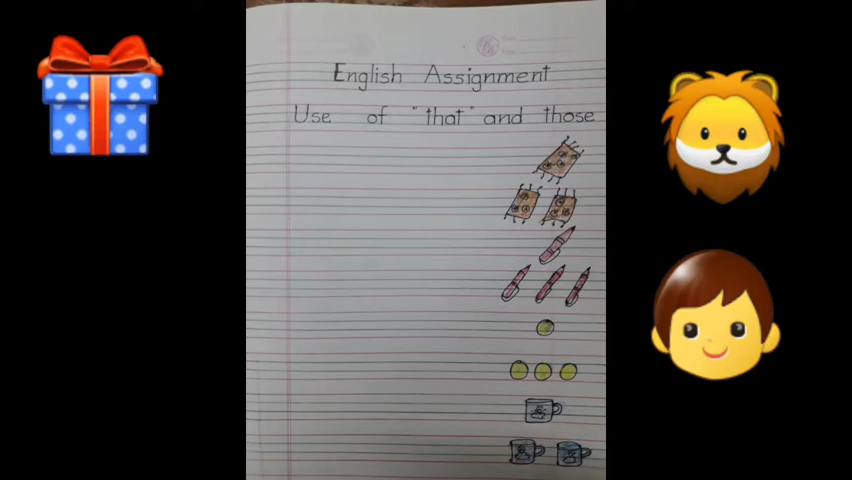 English Assignment
Use of "that" and those